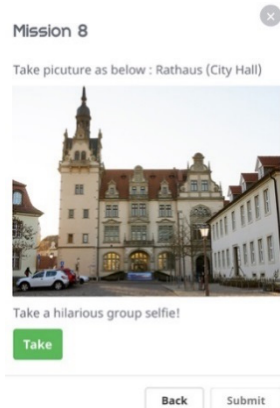 Mission 8
Take picuture as below : Rathaus (City Hall)
Take a hilarious group selfie!
Take
Back
Submit